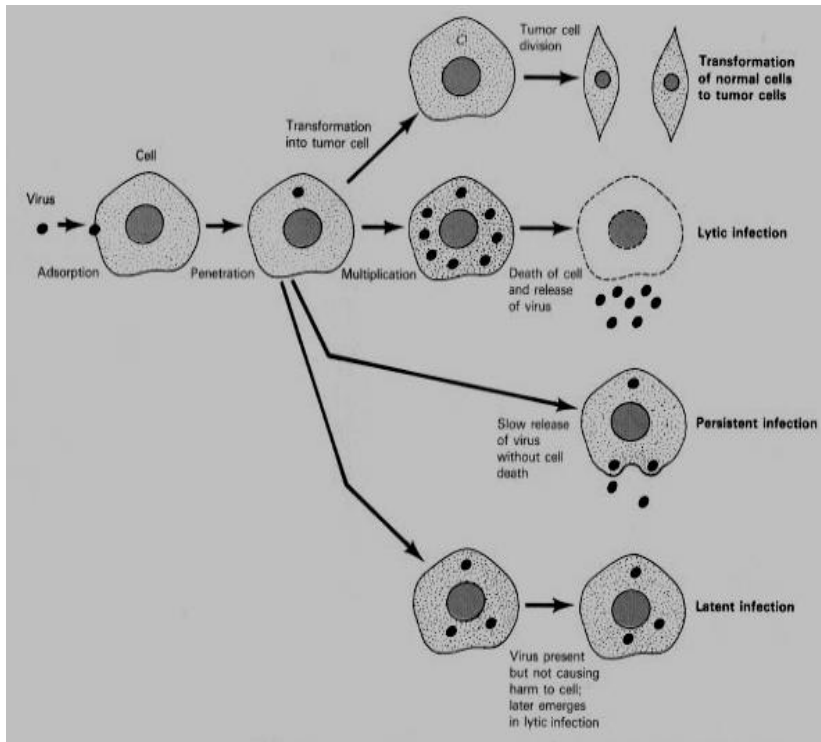 Tumor cell
division
Transformation
of normal cells
to tumor cells
Transformation
into tumor cell
Cell
Virus
Adsorption
Penetration
Multiplication
Death of cell
and release
of virus
Lytic infection
Slow release
of virus
without cell
death
Persistent infection
Latent infection
Virus present
but not causing
harm to cell;
later emerges
in lytic infection